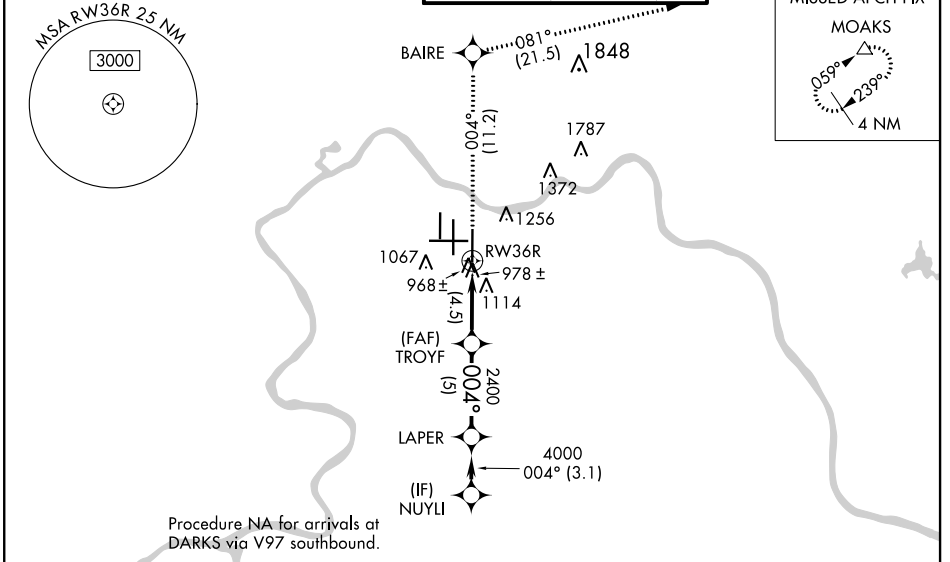 MSA RW36R 25 NM
3000
MISSED APCH FIX
MOAKS
059°
239°
4 NM
BAIRE
081°
(21.5)
1848
004°
(11.2)
1787
1372
1256
RW36R
1067
968 ±
978 ±
1114
(4.5)
(FAF)
TROYF
2400
004°
(5)
LAPER
4000
004° (3.1)
(IF)
NUYLI
Procedure NA for arrivals at
DARKS via V97 southbound.